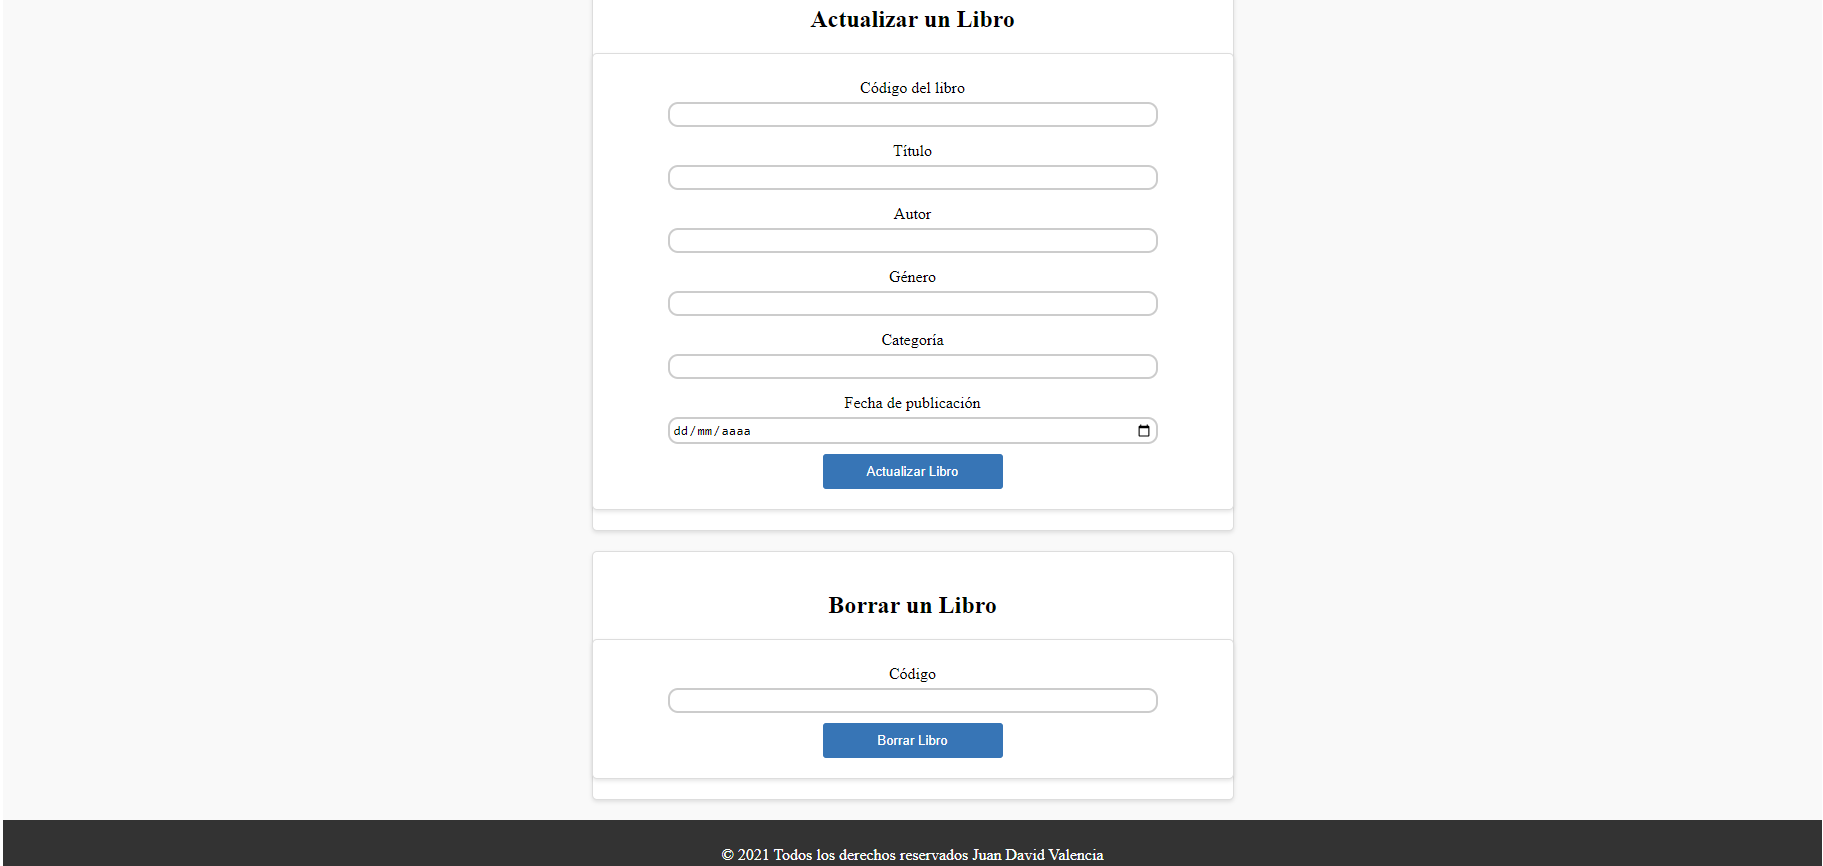 Actualizar un Libro
Código del libro
Título
Autor
Género
Categoría
Fecha de publicación
dd/mm/aaaa
Actualizar Libro
Borrar un Libro
Código
Borrar Libro
© 2021 Todos los derechos reservados Juan David Valencia